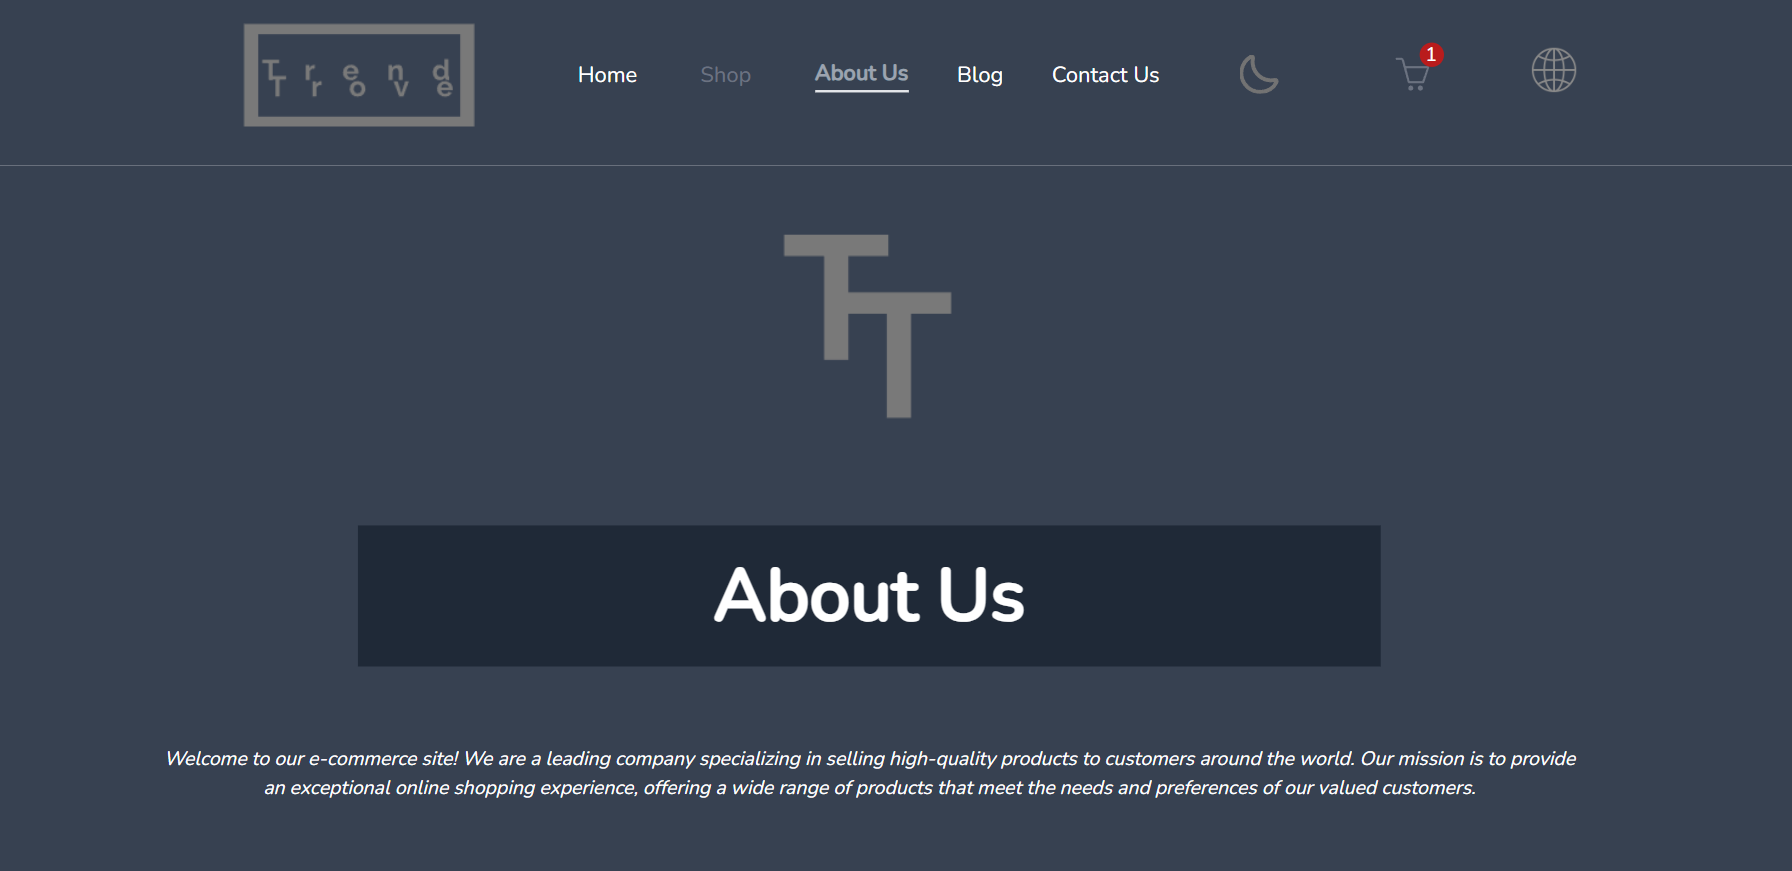 Trend
Trove
Home
Shop
About Us
Blog
Contact Us
1
TT
About Us
Welcome to our e-commerce site! We are a leading company specializing in selling high-quality products to customers around the world. Our mission is to provide
an exceptional online shopping experience, offering a wide range of products that meet the needs and preferences of our valued customers.